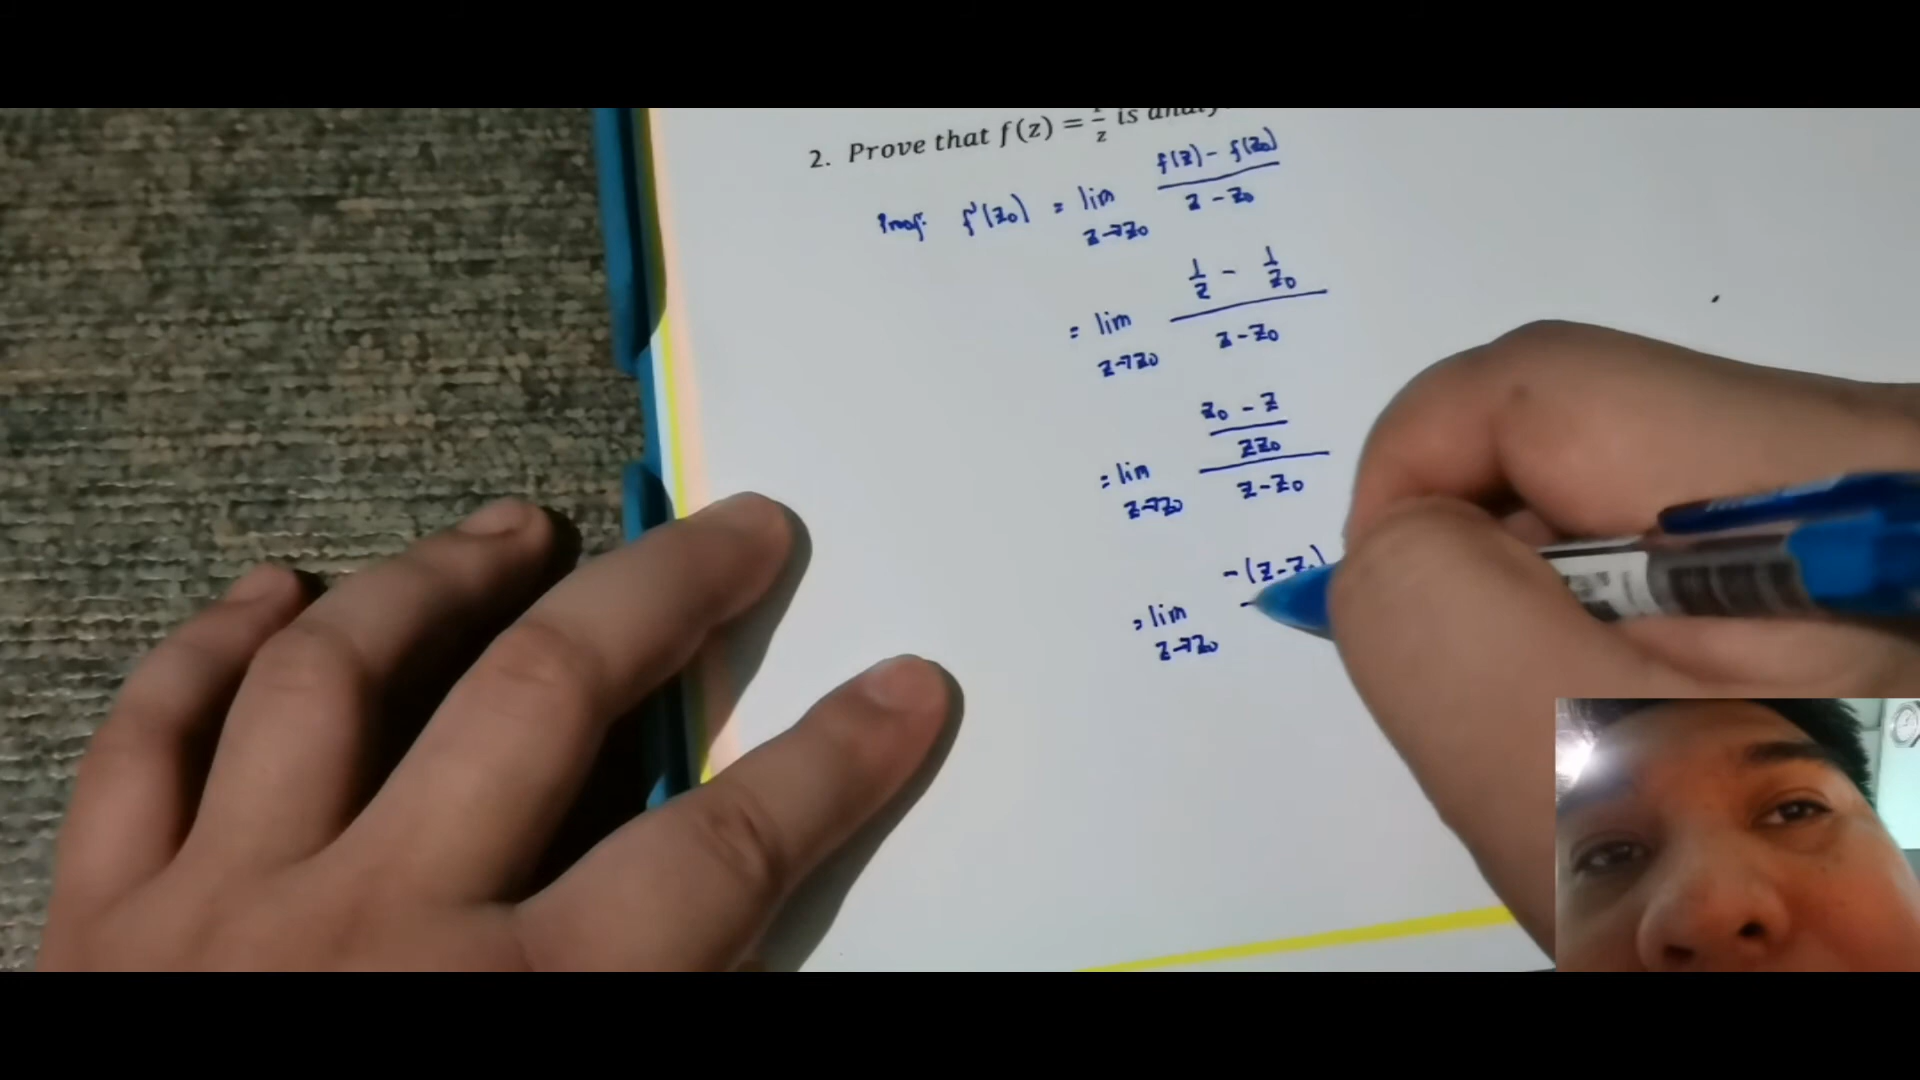 2. Prove that f(z) = 1/z is analy
Proof: f'(z₀) = lim z→z₀ (f(z) - f(z₀))/(z - z₀)
= lim z→z₀ (1/z - 1/z₀)/(z - z₀)
= lim z→z₀ ((z₀ - z)/(zz₀))/(z - z₀)
= lim z→z₀ -(z - z₀)